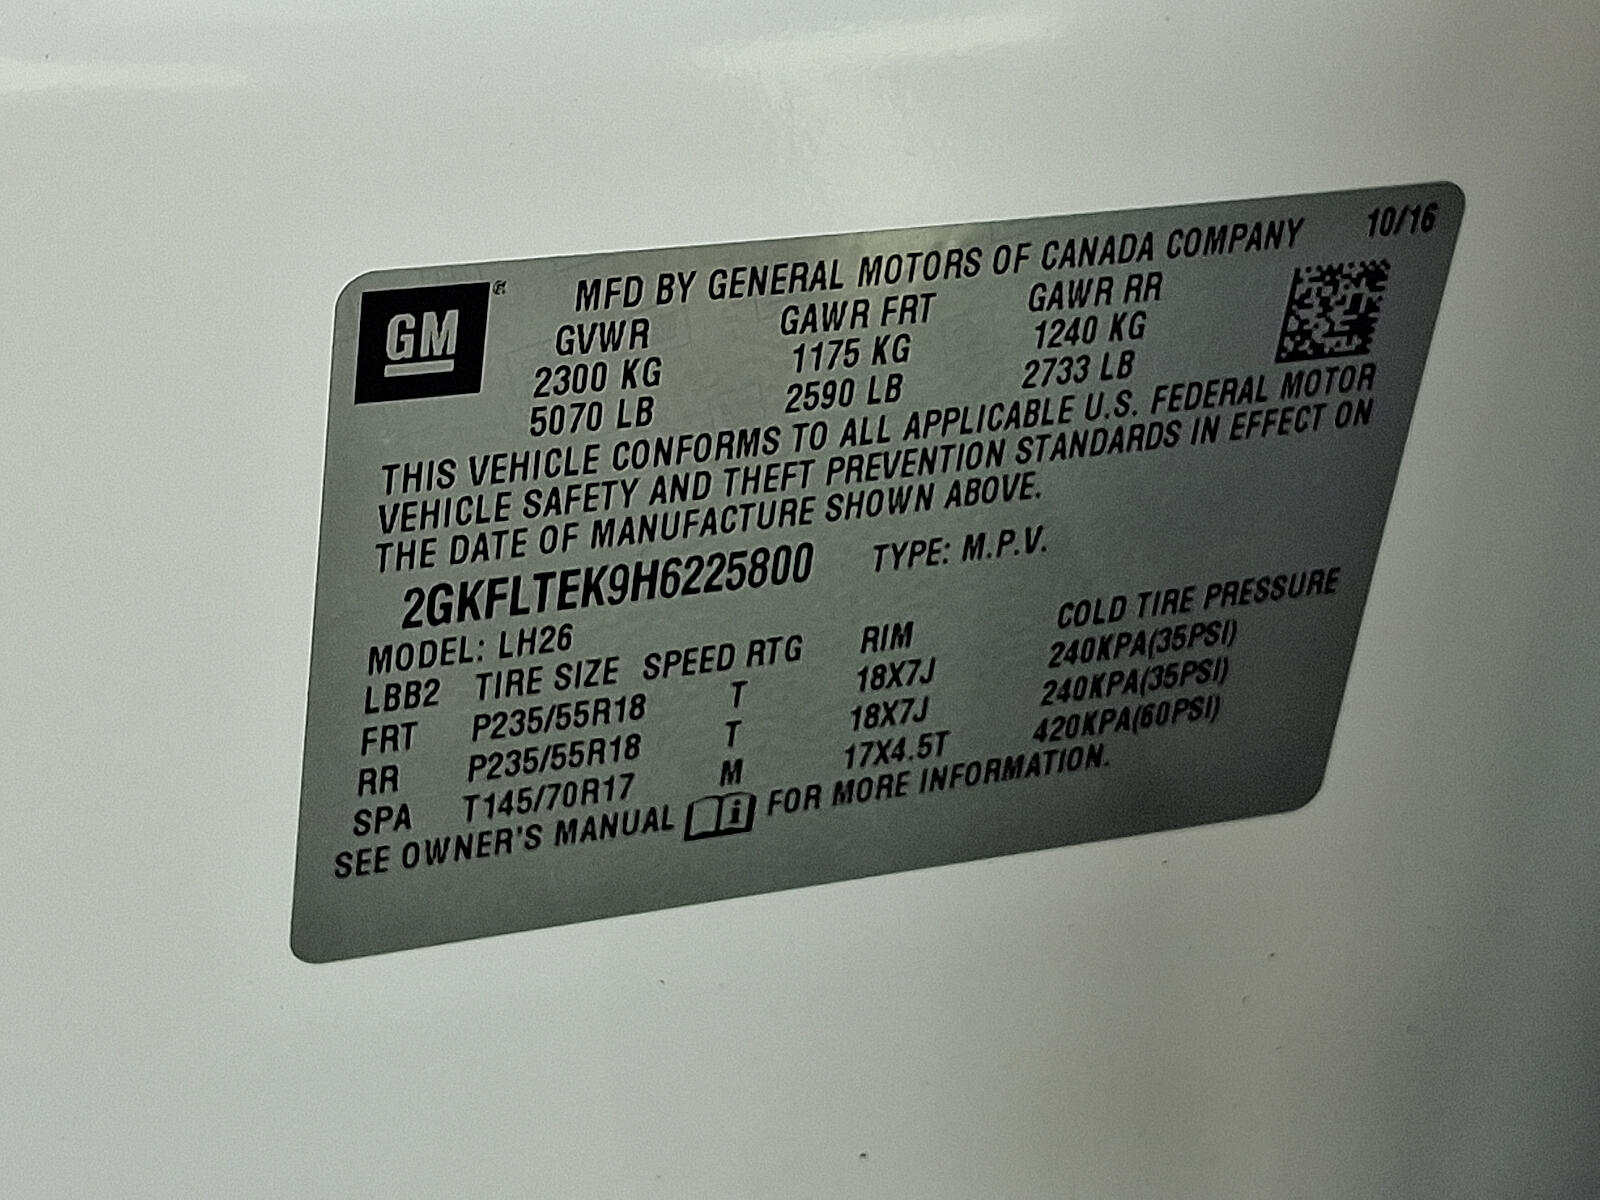 GM
MFD BY GENERAL MOTORS OF CANADA COMPANY 10/16
GVWR GAWR FRT GAWR RR
2300 KG 1175 KG 1240 KG
5070 LB 2590 LB 2733 LB
THIS VEHICLE CONFORMS TO ALL APPLICABLE U.S. FEDERAL MOTOR
VEHICLE SAFETY AND THEFT PREVENTION STANDARDS IN EFFECT ON
THE DATE OF MANUFACTURE SHOWN ABOVE.
2GKFLTEK9H6225800 TYPE: M.P.V.
MODEL: LH26
LBB2 TIRE SIZE SPEED RTG RIM COLD TIRE PRESSURE
FRT P235/55R18 T 18X7J 240KPA(35PSI)
RR P235/55R18 T 18X7J 240KPA(35PSI)
SPA T145/70R17 M 17X4.5T 420KPA(60PSI)
SEE OWNER'S MANUAL i FOR MORE INFORMATION.